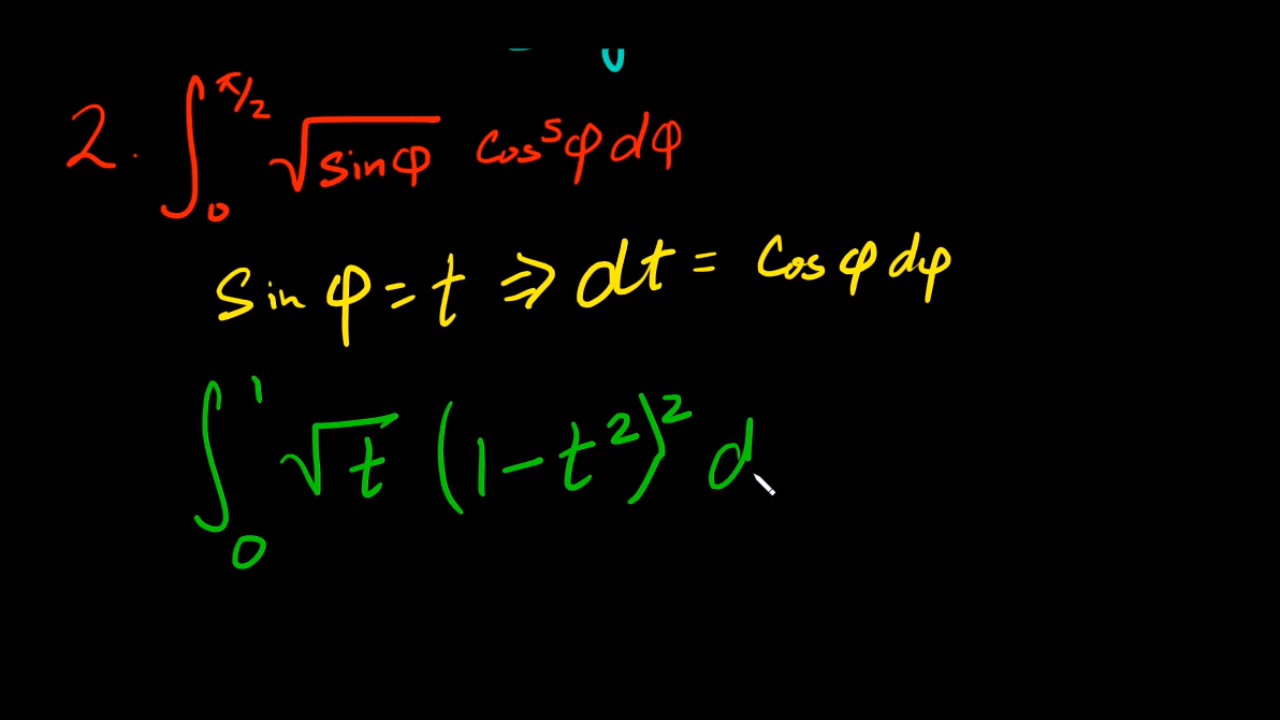 2. ∫₀^π/2 √sinφ cos⁵φ dφ
sin φ = t ⇒ dt = cos φ dφ
∫₀¹ √t (1-t²)² d